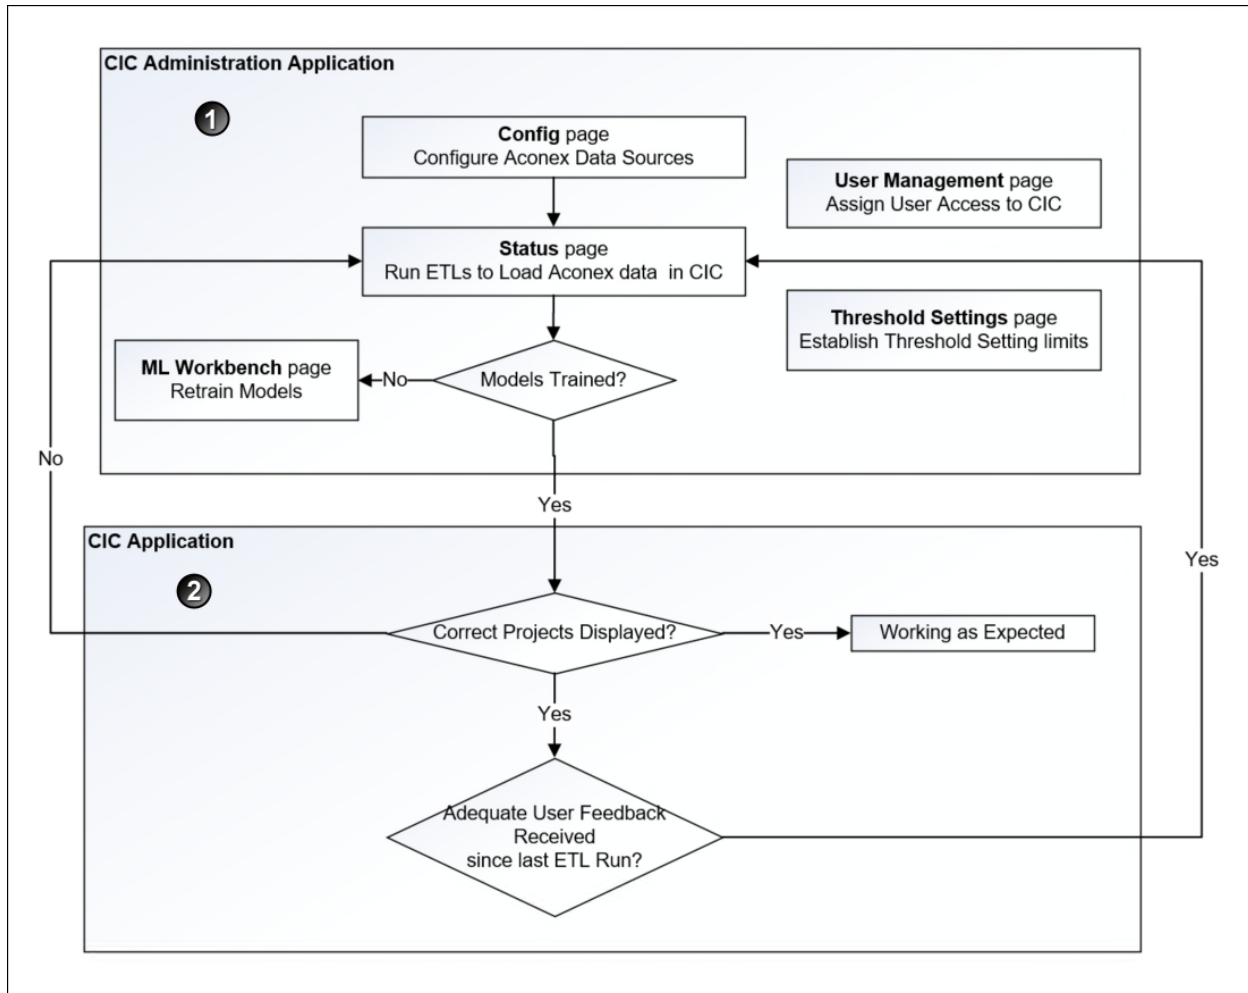 CIC Administration Application
1
Config page
Configure Aconex Data Sources
User Management page
Assign User Access to CIC
Status page
Run ETLs to Load Aconex data in CIC
Threshold Settings page
Establish Threshold Setting limits
ML Workbench page
Retrain Models
No
Models Trained?
No
Yes
CIC Application
2
Yes
Correct Projects Displayed?
Yes
Working as Expected
Yes
Adequate User Feedback
Received
since last ETL Run?